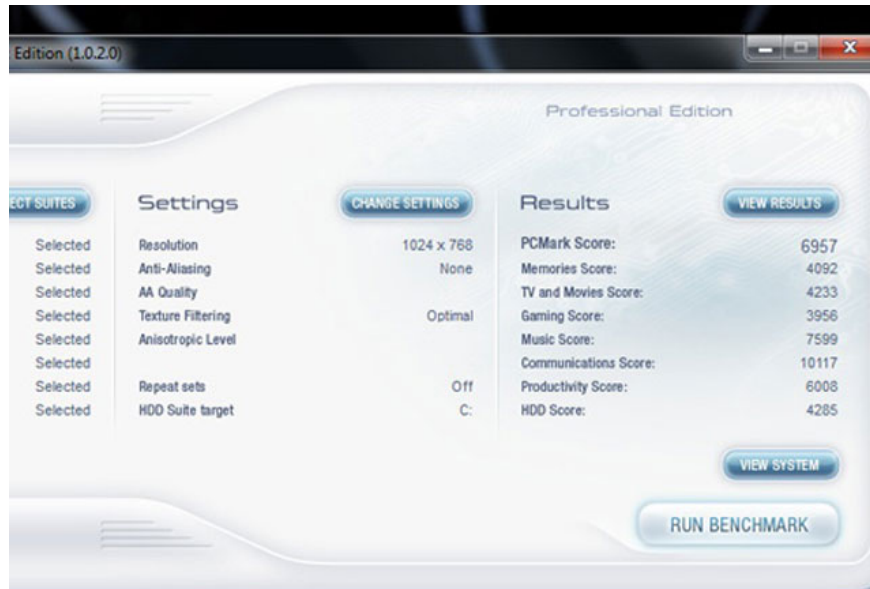 Edition (1.0.2.0)
Professional Edition
ECT SUITES
Selected
Selected
Selected
Selected
Selected
Selected
Selected
Selected
Settings CHANGE SETTINGS
Resolution 1024 x 768
Anti-Aliasing None
AA Quality
Texture Filtering Optimal
Anisotropic Level
Repeat sets Off
HDD Suite target C:
Results VIEW RESULTS
PCMark Score: 6957
Memories Score: 4092
TV and Movies Score: 4233
Gaming Score: 3956
Music Score: 7599
Communications Score: 10117
Productivity Score: 6008
HDD Score: 4285
VIEW SYSTEM
RUN BENCHMARK